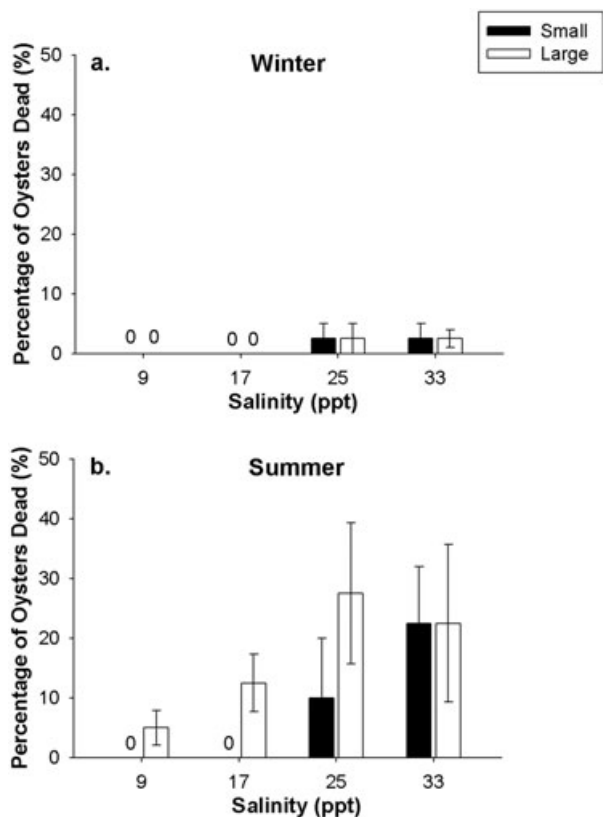 Small
Large
a.
Winter
Percentage of Oysters Dead (%)
50
40
30
20
10
0
0 0
0 0
9 17 25 33
Salinity (ppt)
b.
Summer
Percentage of Oysters Dead (%)
50
40
30
20
10
0
0
0
9 17 25 33
Salinity (ppt)